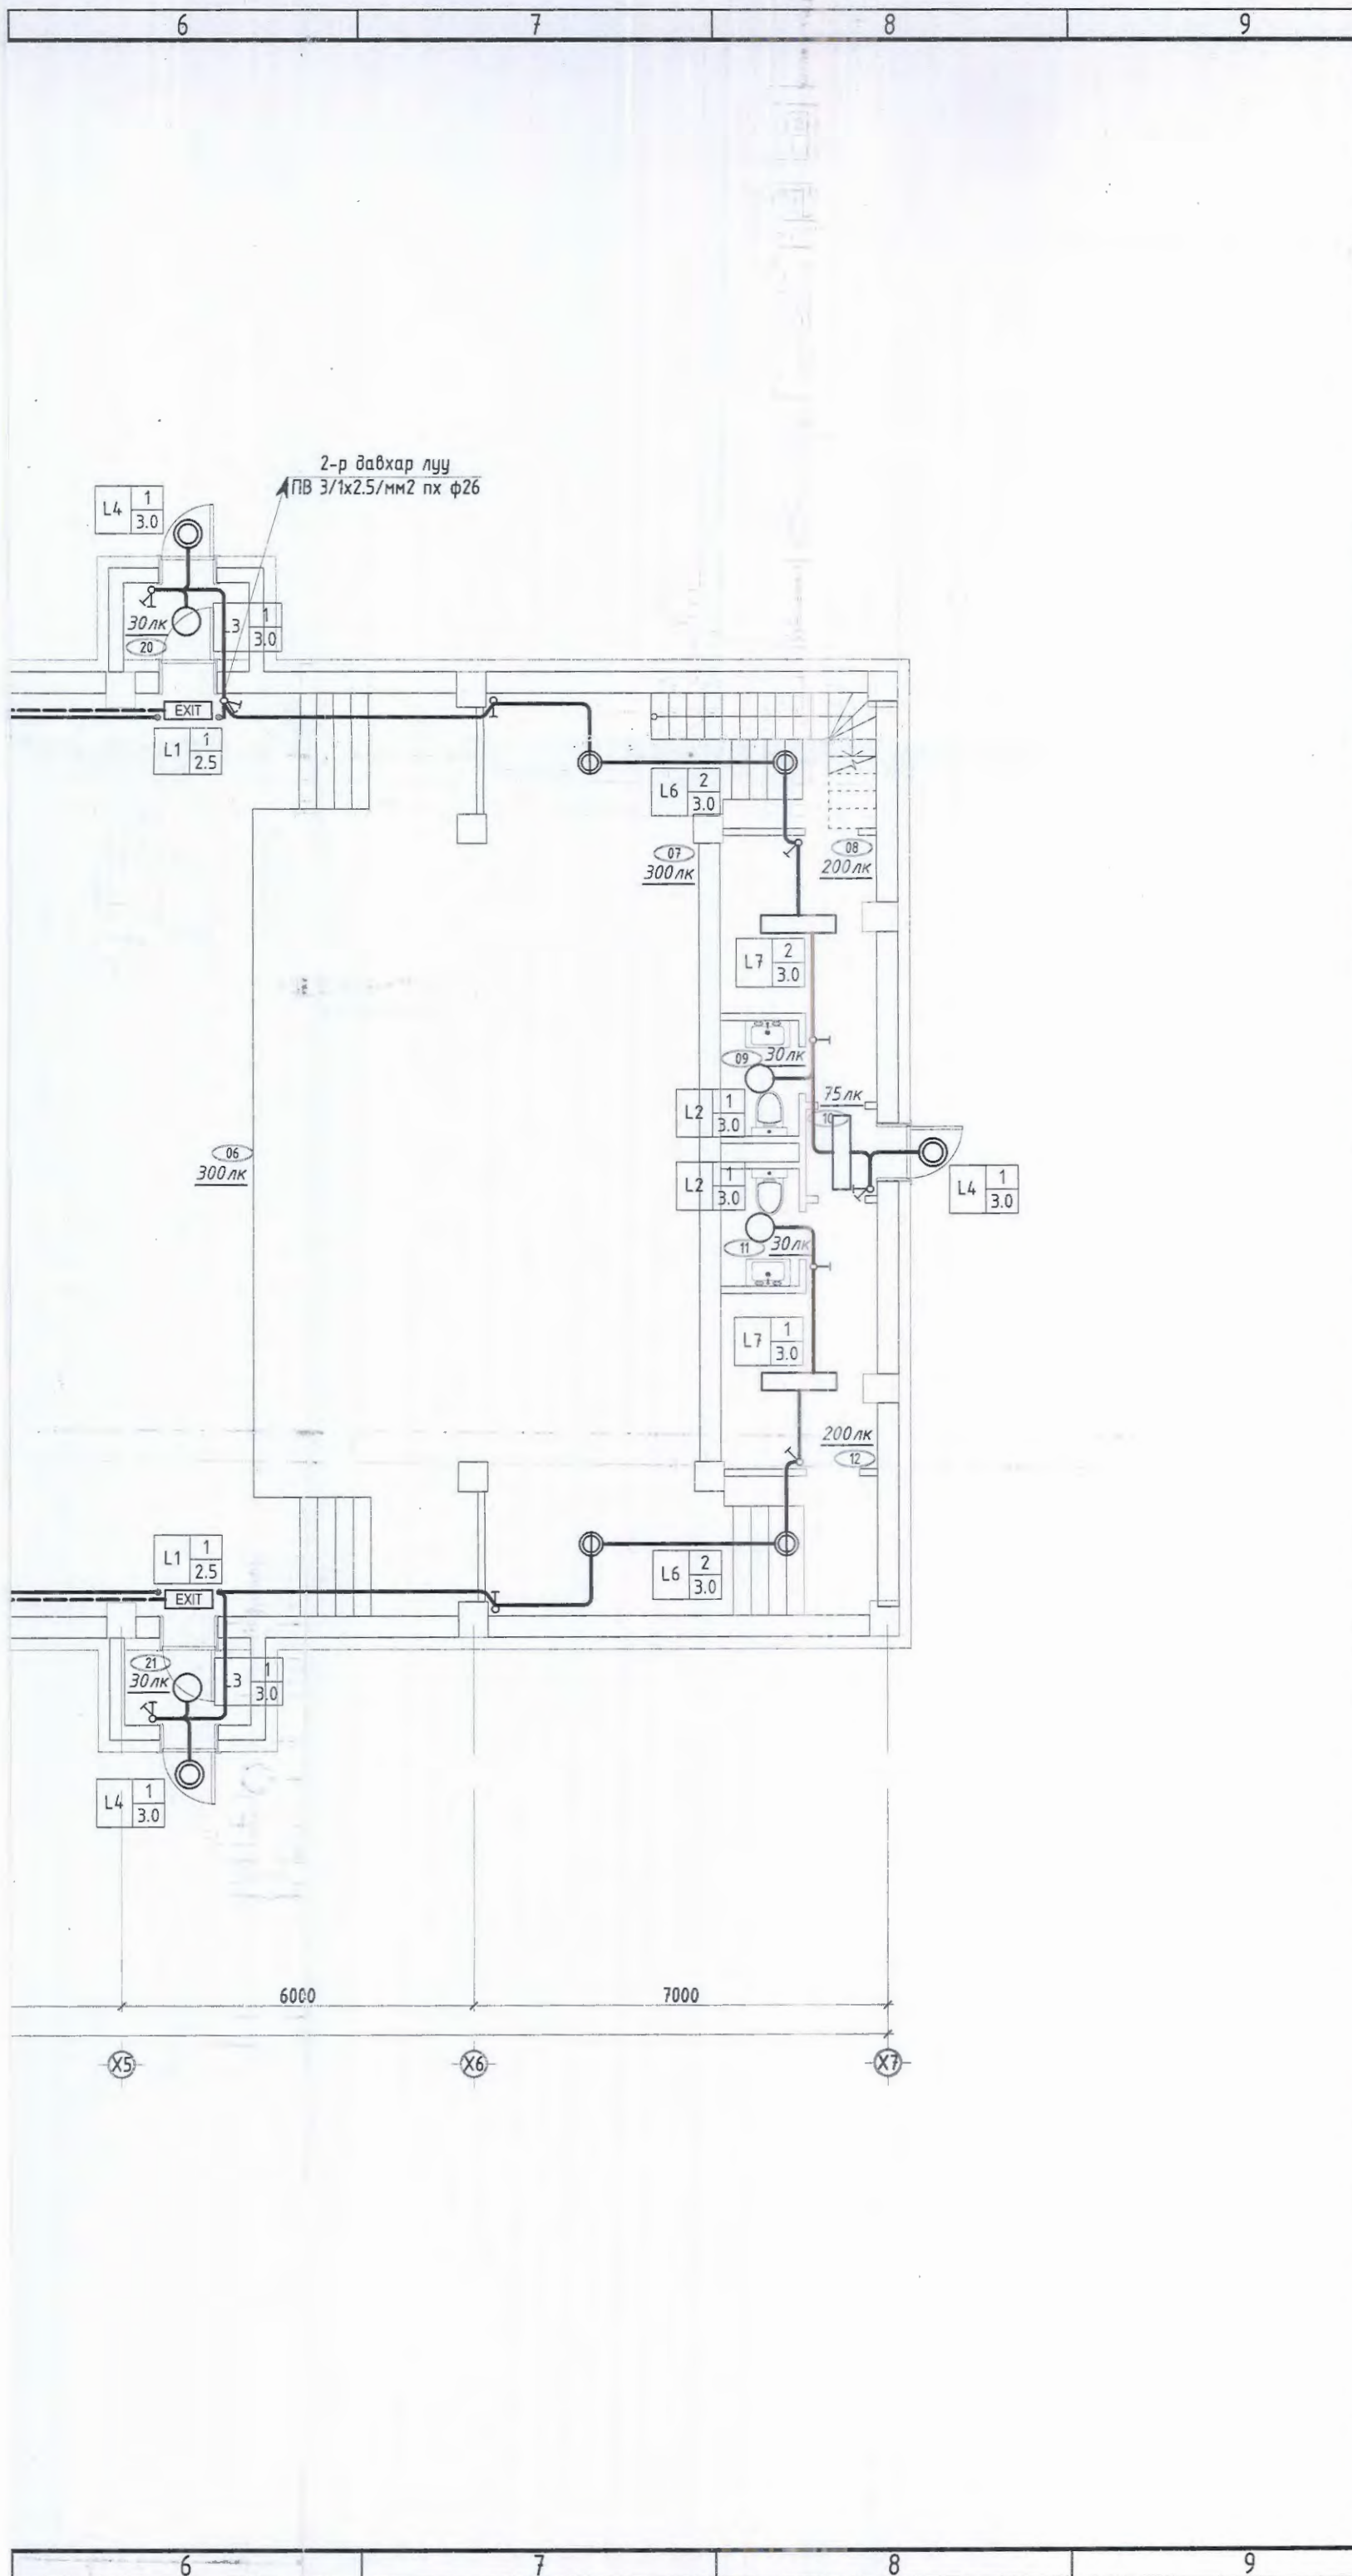 6 7 8 9
2-р давхар луу
ПВ 3/1х2.5/мм2 пх ф26
L4 1 3.0
30лк
20
L3 1 3.0
EXIT
L1 1 2.5
L6 2 3.0
07
300лк
08
200лк
L7 2 3.0
09 30лк
L2 1 3.0
75лк
10
06
300лк
L2 1 3.0
L4 1 3.0
11 30лк
L7 1 3.0
200лк
12
L1 1 2.5
EXIT
L6 2 3.0
21
30лк
L3 1 3.0
L4 1 3.0
6000 7000
X5 X6 X7
6 7 8 9